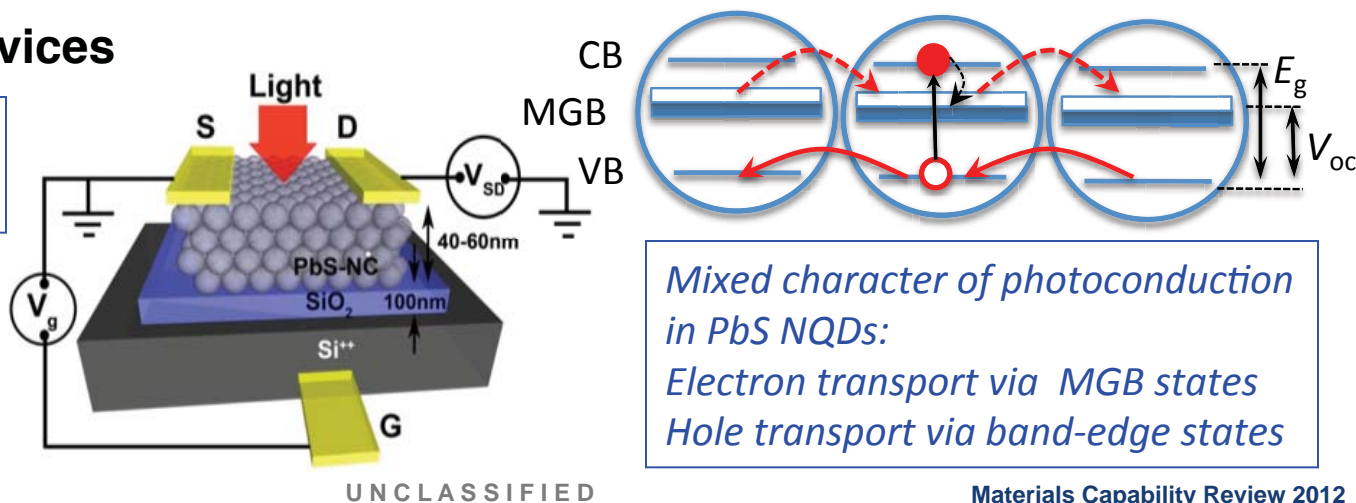 vices
Light
S
D
V_SD
40-60nm
PbS-NC
SiO₂
100nm
V_g
Si⁺⁺
G
CB
MGB
VB
E_g
V_oc
Mixed character of photoconduction
in PbS NQDs:
Electron transport via MGB states
Hole transport via band-edge states
UNCLASSIFIED
Materials Capability Review 2012